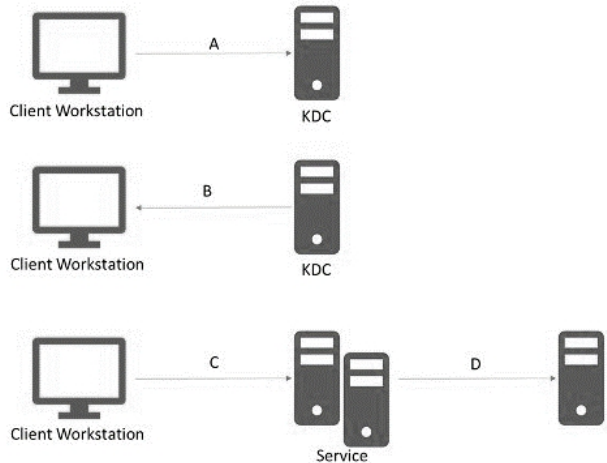 A
Client Workstation
KDC
B
Client Workstation
KDC
C
D
Client Workstation
Service